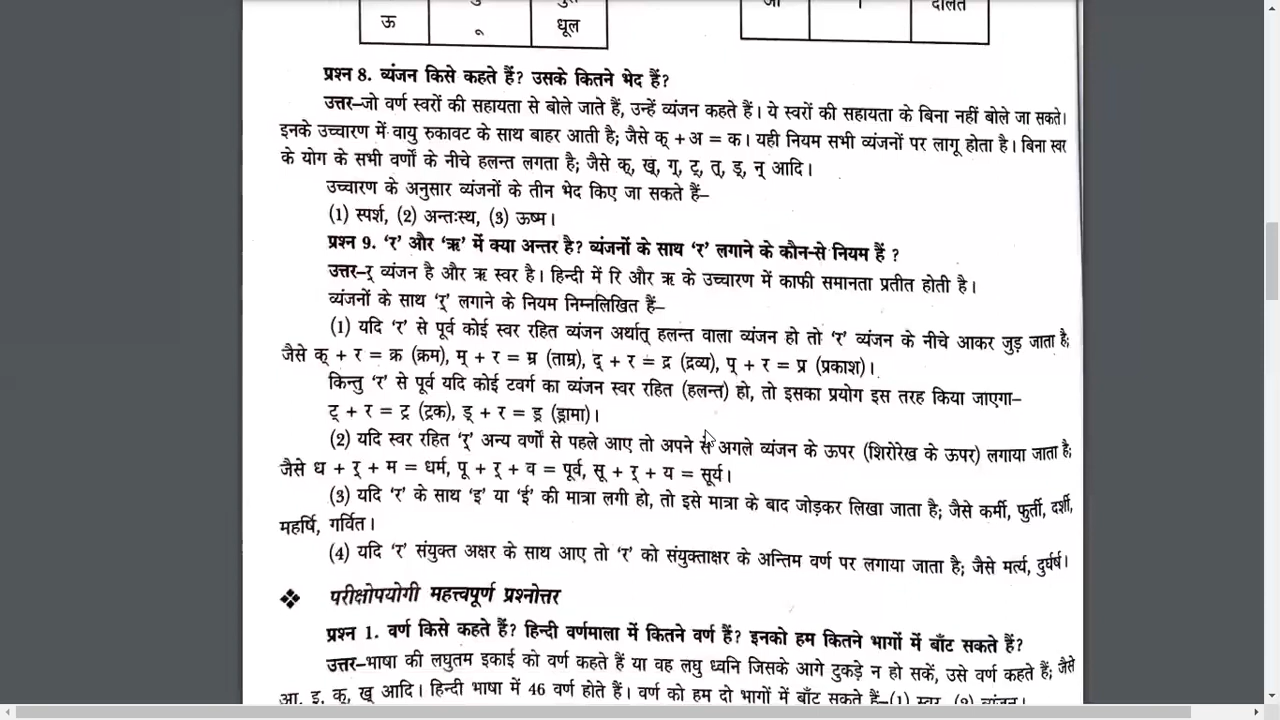 ऊ
धूल
दौलत
प्रश्न 8. व्यंजन किसे कहते हैं? उसके कितने भेद हैं?
उत्तर–जो वर्ण स्वरों की सहायता से बोले जाते हैं, उन्हें व्यंजन कहते हैं। ये स्वरों की सहायता के बिना नहीं बोले जा सकते।
इनके उच्चारण में वायु रुकावट के साथ बाहर आती है; जैसे क् + अ = क। यही नियम सभी व्यंजनों पर लागू होता है। बिना स्वर
के योग के सभी वर्णों के नीचे हलन्त लगता है; जैसे क्, ख्, ग्, ट्, त्, ड्, न् आदि।
उच्चारण के अनुसार व्यंजनों के तीन भेद किए जा सकते हैं–
(1) स्पर्श, (2) अन्तःस्थ, (3) ऊष्म।
प्रश्न 9. ‘र’ और ‘ऋ’ में क्या अन्तर है? व्यंजनों के साथ ‘र’ लगाने के कौन-से नियम हैं ?
उत्तर–र् व्यंजन है और ऋ स्वर है। हिन्दी में रि और ऋ के उच्चारण में काफी समानता प्रतीत होती है।
व्यंजनों के साथ ‘र्’ लगाने के नियम निम्नलिखित हैं–
(1) यदि ‘र’ से पूर्व कोई स्वर रहित व्यंजन अर्थात् हलन्त वाला व्यंजन हो तो ‘र’ व्यंजन के नीचे आकर जुड़ जाता है;
जैसे क् + र = क्र (क्रम), म् + र = म्र (ताम्र), द् + र = द्र (द्रव्य), प् + र = प्र (प्रकाश)।
किन्तु ‘र’ से पूर्व यदि कोई टवर्ग का व्यंजन स्वर रहित (हलन्त) हो, तो इसका प्रयोग इस तरह किया जाएगा–
ट् + र = ट्र (ट्रक), ड् + र = ड्र (ड्रामा)।
(2) यदि स्वर रहित ‘र्’ अन्य वर्णों से पहले आए तो अपने से अगले व्यंजन के ऊपर (शिरोरेख के ऊपर) लगाया जाता है;
जैसे ध + र् + म = धर्म, पू + र् + व = पूर्व, सू + र् + य = सूर्य।
(3) यदि ‘र’ के साथ ‘इ’ या ‘ई’ की मात्रा लगी हो, तो इसे मात्रा के बाद जोड़कर लिखा जाता है; जैसे कर्मी, फुर्ती, दर्शी,
महर्षि, गर्वित।
(4) यदि ‘र’ संयुक्त अक्षर के साथ आए तो ‘र’ को संयुक्ताक्षर के अन्तिम वर्ण पर लगाया जाता है; जैसे मर्त्य, दुर्घर्ष।
❖ परीक्षोपयोगी महत्त्वपूर्ण प्रश्नोत्तर
प्रश्न 1. वर्ण किसे कहते हैं? हिन्दी वर्णमाला में कितने वर्ण हैं? इनको हम कितने भागों में बाँट सकते हैं?
उत्तर–भाषा की लघुतम इकाई को वर्ण कहते हैं या वह लघु ध्वनि जिसके आगे टुकड़े न हो सकें, उसे वर्ण कहते हैं; जैसे
आ, इ, क्, ख् आदि। हिन्दी भाषा में 46 वर्ण होते हैं। वर्ण को हम दो भागों में बाँट सकते हैं–(1) स्वर, (2) व्यंजन।